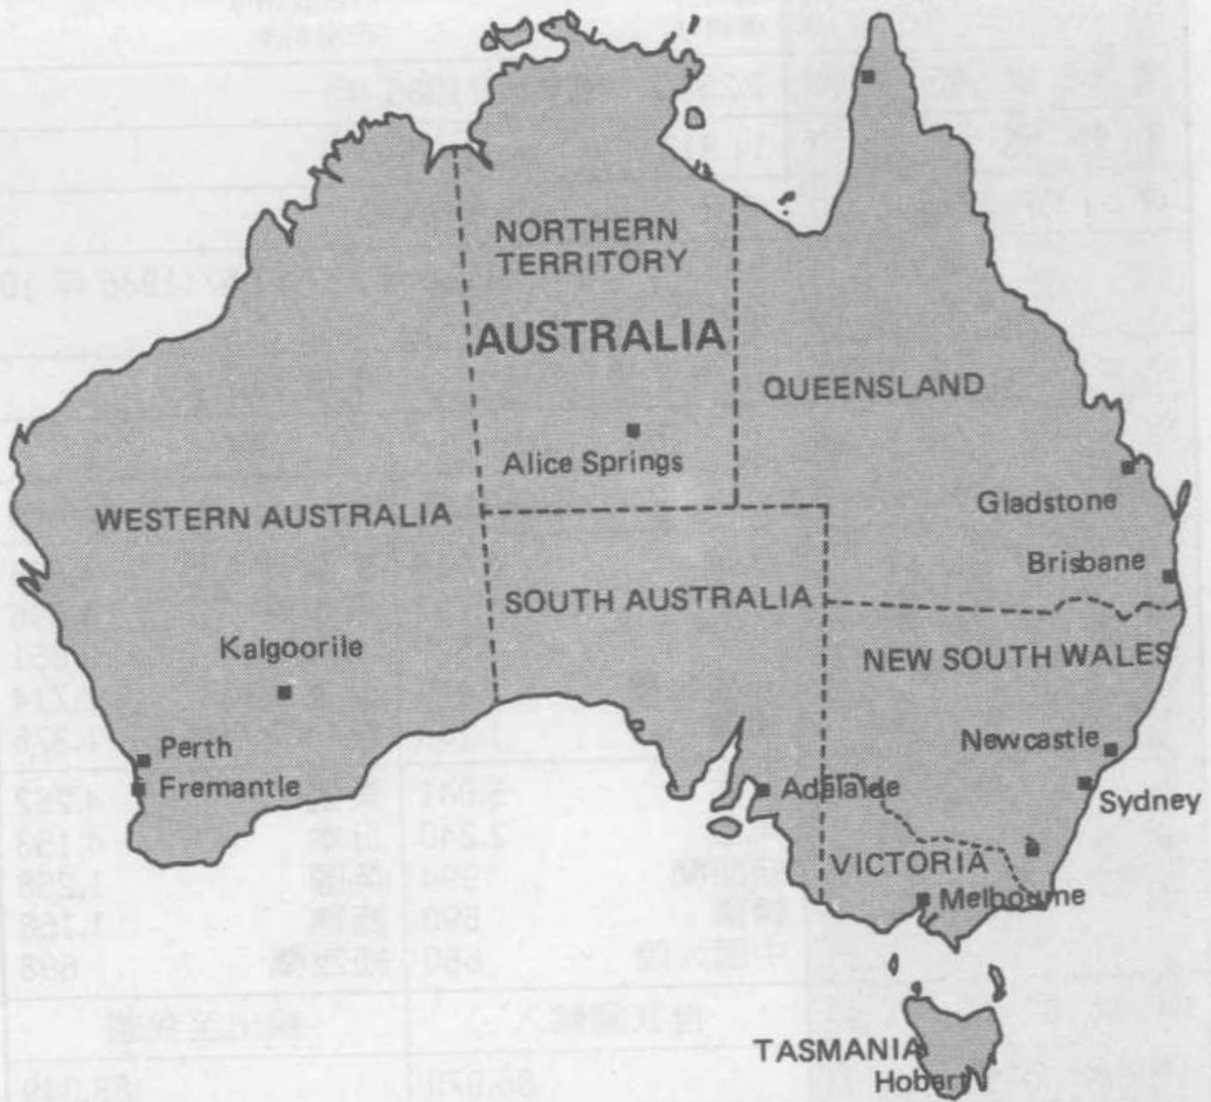 NORTHERN
TERRITORY
AUSTRALIA
QUEENSLAND
Alice Springs
Gladstone
WESTERN AUSTRALIA
Brisbane
SOUTH AUSTRALIA
Kalgoorile
NEW SOUTH WALES
Perth
Newcastle
Fremantle
Adelaide
Sydney
VICTORIA
Melbourne
TASMANIA
Hobart